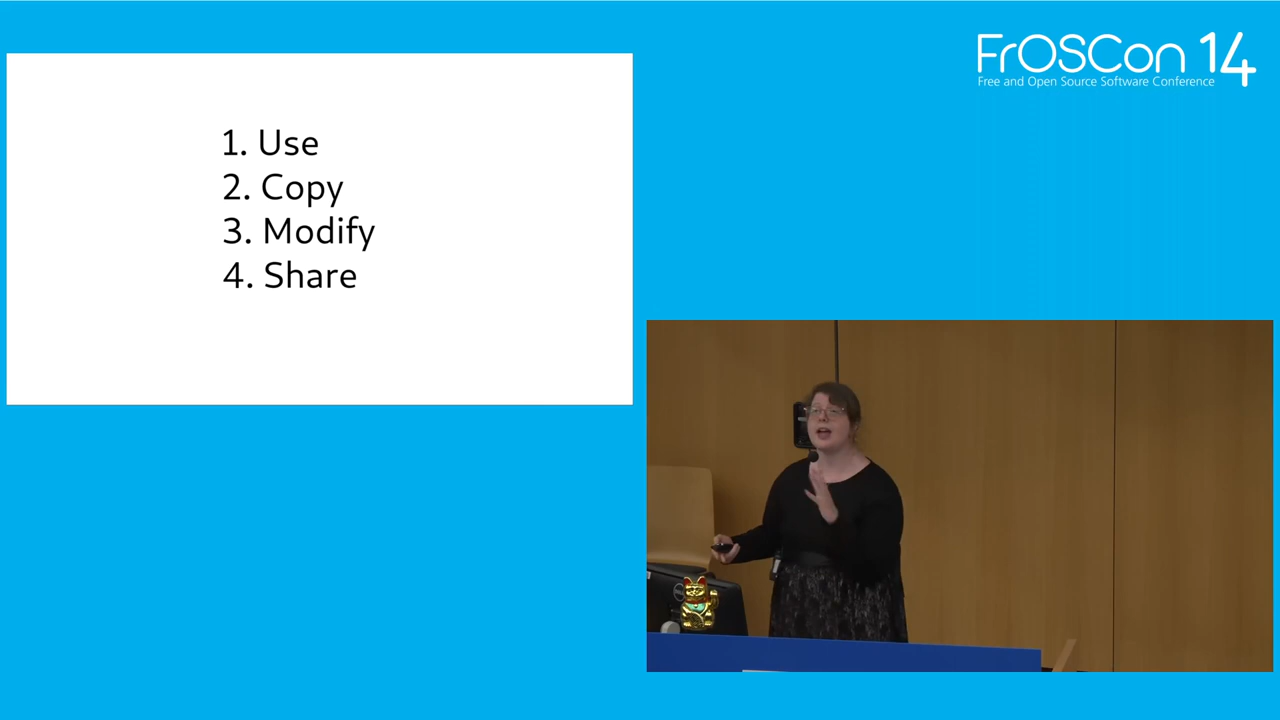 FrOSCon 14
Free and Open Source Software Conference
1. Use
2. Copy
3. Modify
4. Share